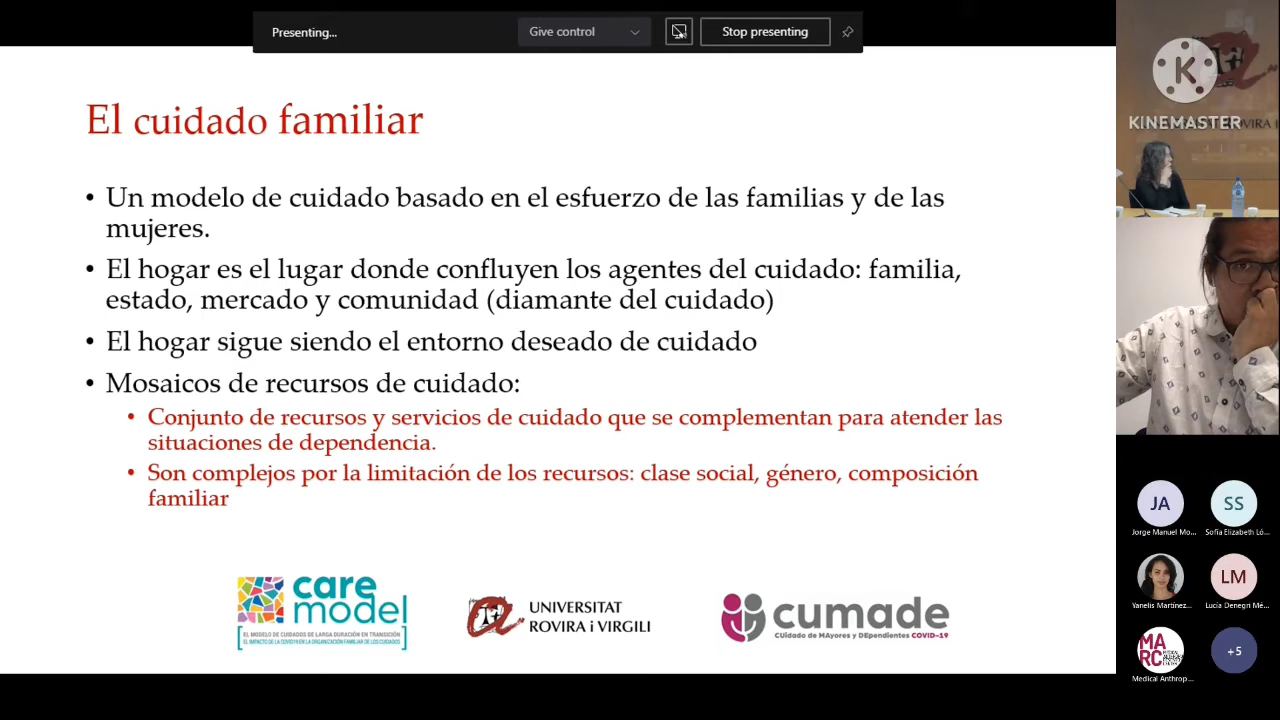 Presenting...
Give control
Stop presenting
El cuidado familiar
• Un modelo de cuidado basado en el esfuerzo de las familias y de las
mujeres.
• El hogar es el lugar donde confluyen los agentes del cuidado: familia,
estado, mercado y comunidad (diamante del cuidado)
• El hogar sigue siendo el entorno deseado de cuidado
• Mosaicos de recursos de cuidado:
• Conjunto de recursos y servicios de cuidado que se complementan para atender las
situaciones de dependencia.
• Son complejos por la limitación de los recursos: clase social, género, composición
familiar
care
model
EL MODELO DE CUIDADOS DE LARGA DURACIÓN EN TRANSICIÓN
EL IMPACTO DE LA COVID19 EN LA ORGANIZACIÓN FAMILIAR DE LOS CUIDADOS
UNIVERSITAT
ROVIRA i VIRGILI
cumade
CUidado de MAyores y DEpendientes COVID-19
K
KINEMASTER
VIRA i
JA
SS
Jorge Manuel Mo...
Sofía Elizabeth Ló...
LM
Yanelis Martínez...
Lucía Denegri Mé...
MA
RC
+5
Medical Anthrop...